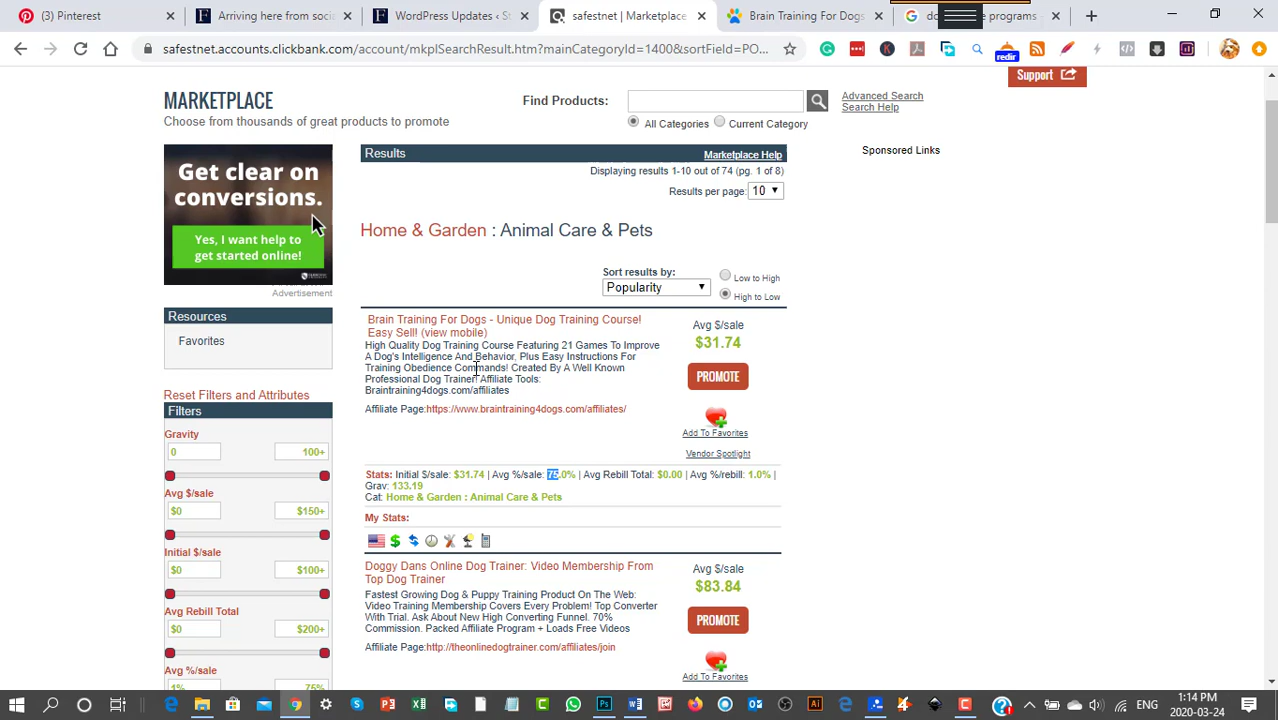 Pinterest (13)
Arriving here from socia
WordPress Updates ‹ S
safestnet | Marketplace
Brain Training For Dogs
programs
safestnet.accounts.clickbank.com/account/mkplSearchResult.htm?mainCategoryId=1400&sortField=PO...
redir
Support
MARKETPLACE
Choose from thousands of great products to promote
Find Products:
Advanced Search
Search Help
All Categories
Current Category
Get clear on
conversions.
Yes, I want help to
get started online!
Advertisement
Results
Marketplace Help
Displaying results 1-10 out of 74 (pg. 1 of 8)
Results per page: 10
Sponsored Links
Home & Garden : Animal Care & Pets
Sort results by:
Popularity
Low to High
High to Low
Resources
Favorites
Reset Filters and Attributes
Filters
Gravity
0
100+
Avg $/sale
$0
$150+
Initial $/sale
$0
$100+
Avg Rebill Total
$0
$200+
Avg %/sale
1%
75%
Brain Training For Dogs - Unique Dog Training Course!
Easy Sell! (view mobile)
High Quality Dog Training Course Featuring 21 Games To Improve
A Dog's Intelligence And Behavior, Plus Easy Instructions For
Training Obedience Commands! Created By A Well Known
Professional Dog Trainer! Affiliate Tools:
Braintraining4dogs.com/affiliates
Affiliate Page:https://www.braintraining4dogs.com/affiliates/
Avg $/sale
$31.74
PROMOTE
Add To Favorites
Vendor Spotlight
Stats: Initial $/sale: $31.74 | Avg %/sale: 75.0% | Avg Rebill Total: $0.00 | Avg %/rebill: 1.0% |
Grav: 133.19
Cat: Home & Garden : Animal Care & Pets
My Stats:
Doggy Dans Online Dog Trainer: Video Membership From
Top Dog Trainer
Fastest Growing Dog & Puppy Training Product On The Web:
Video Training Membership Covers Every Problem! Top Converter
With Trial. Ask About New High Converting Funnel. 70%
Commission. Packed Affiliate Program + Loads Free Videos
Affiliate Page:http://theonlinedogtrainer.com/affiliates/join
Avg $/sale
$83.84
PROMOTE
Add To Favorites
ENG
1:14 PM
2020-03-24